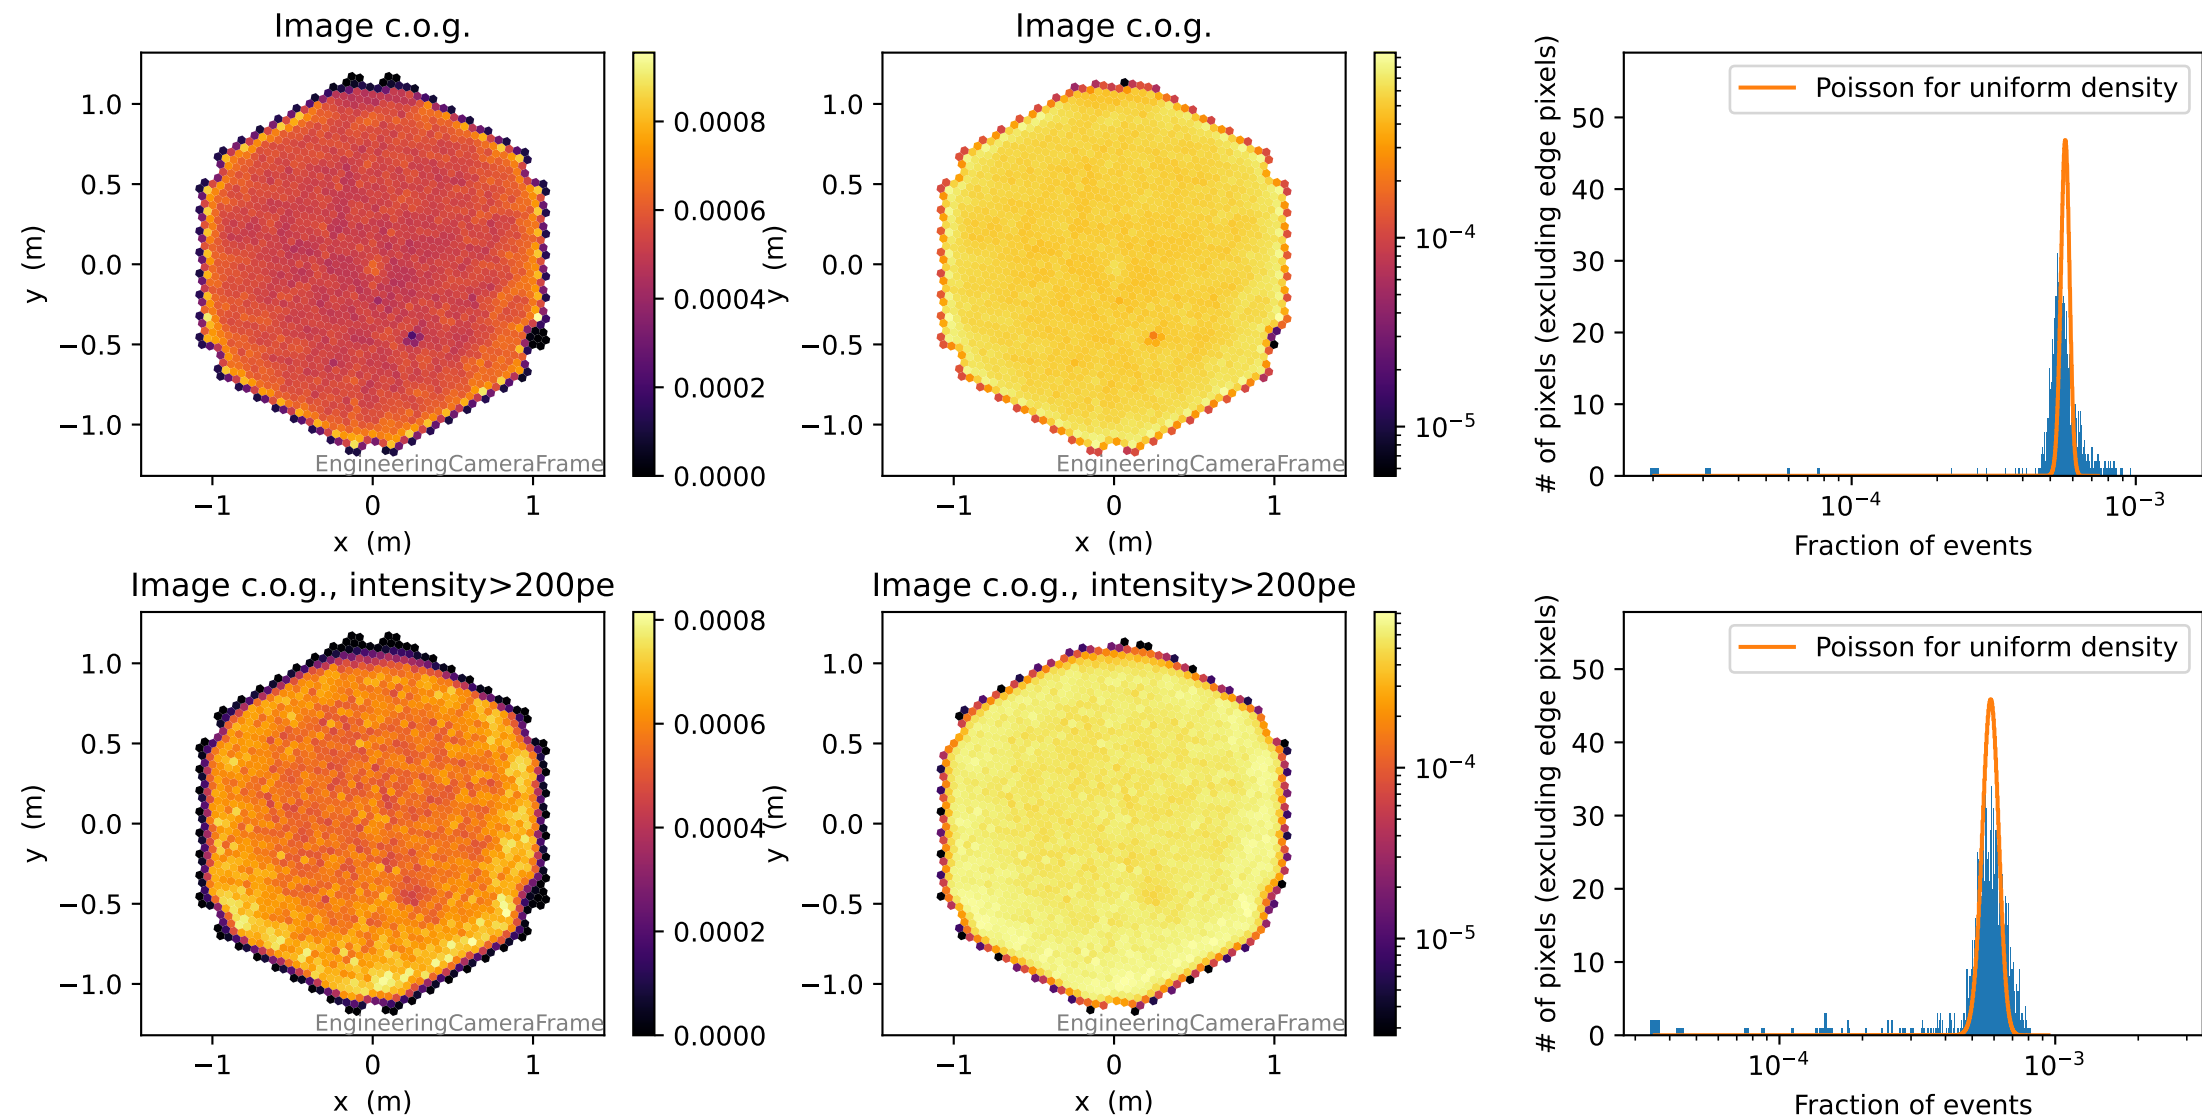 Image c.o.g.
y (m)
1.0
0.5
0.0
−0.5
−1.0
−1
0
1
x (m)
EngineeringCameraFrame
0.0008
0.0006
0.0004
0.0002
0.0000
Image c.o.g.
y (m)
1.0
0.5
0.0
−0.5
−1.0
−1
0
1
x (m)
EngineeringCameraFrame
10⁻⁴
10⁻⁵
# of pixels (excluding edge pixels)
50
40
30
20
10
0
Poisson for uniform density
10⁻⁴
10⁻³
Fraction of events
Image c.o.g., intensity>200pe
y (m)
1.0
0.5
0.0
−0.5
−1.0
−1
0
1
x (m)
EngineeringCameraFrame
0.0008
0.0006
0.0004
0.0002
0.0000
Image c.o.g., intensity>200pe
y (m)
1.0
0.5
0.0
−0.5
−1.0
−1
0
1
x (m)
EngineeringCameraFrame
10⁻⁴
10⁻⁵
# of pixels (excluding edge pixels)
50
40
30
20
10
0
Poisson for uniform density
10⁻⁴
10⁻³
Fraction of events